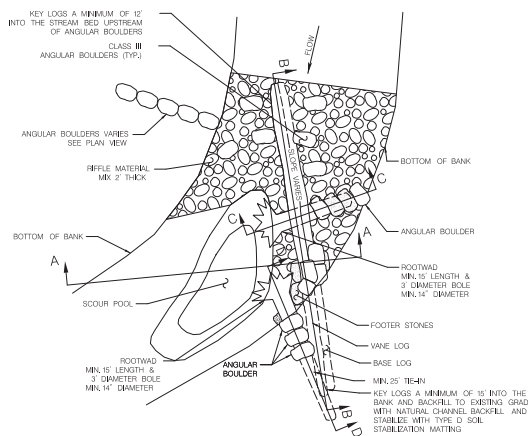 KEY LOGS A MINIMUM OF 12'
INTO THE STREAM BED UPSTREAM
OF ANGULAR BOULDERS
CLASS III
ANGULAR BOULDERS (TYP.)
B
FLOW
ANGULAR BOULDERS VARIES
SEE PLAN VIEW
SLOPE VARIES
RIFFLE MATERIAL
MIX 2' THICK
BOTTOM OF BANK
C
C
ANGULAR BOULDER
BOTTOM OF BANK
A
A
ROOTWAD
MIN. 15' LENGTH &
3' DIAMETER BOLE
MIN. 14" DIAMETER
SCOUR POOL
FOOTER STONES
VANE LOG
BASE LOG
ROOTWAD
MIN. 15' LENGTH &
3' DIAMETER BOLE
MIN. 14" DIAMETER
ANGULAR
BOULDER
MIN. 25' TIE-IN
KEY LOGS A MINIMUM OF 15' INTO THE
BANK AND BACKFILL TO EXISTING GRAD
WITH NATURAL CHANNEL BACKFILL AND
STABILIZE WITH TYPE D SOIL
STABILIZATION MATTING
B
D